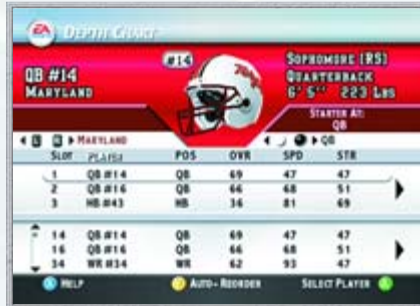 EA DEPTH CHART
#14
QB #14
MARYLAND
SOPHOMORE (RS)
QUARTERBACK
6' 5'' 223 LBS
STARTER AT:
QB
MARYLAND
QB
SLOT PLAYER POS OVR SPD STR
1 QB #14 QB 69 47 47
2 QB #16 QB 66 68 51
3 HB #43 HB 36 81 69
14 QB #14 QB 69 47 47
16 QB #16 QB 66 68 51
34 WR #34 WR 62 93 47
HELP
AUTO-REORDER
SELECT PLAYER